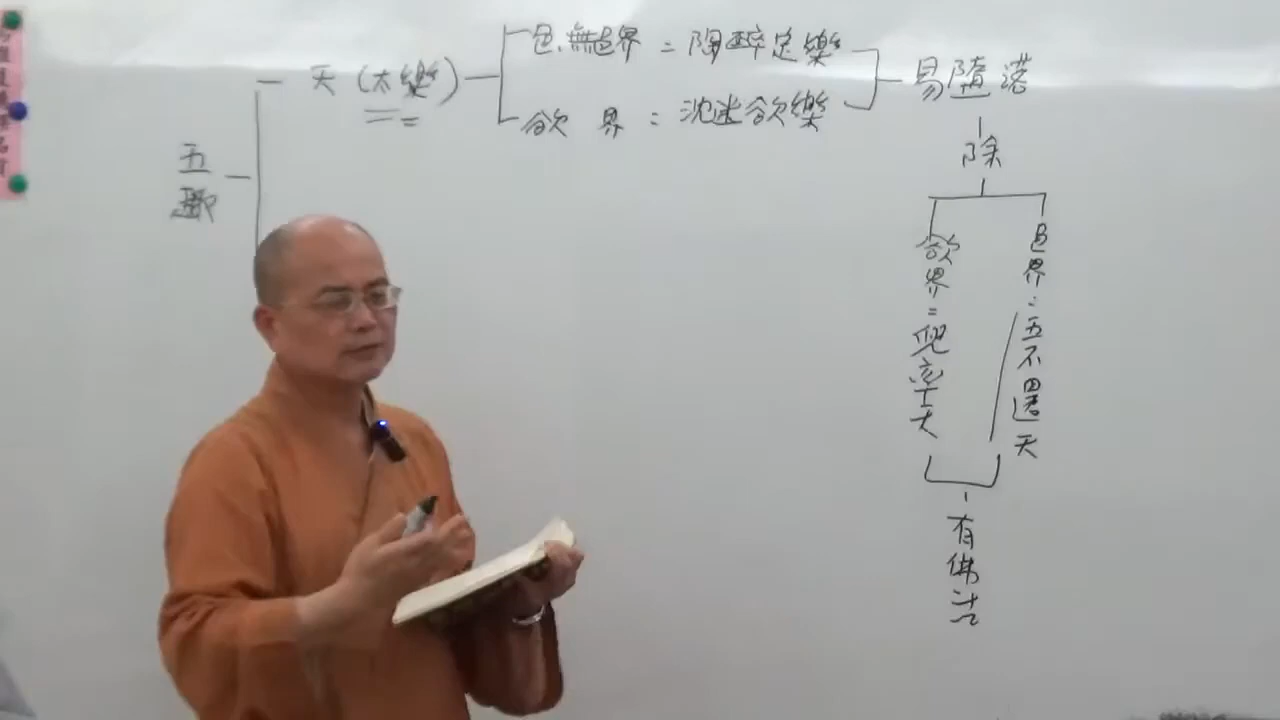 五趣
天(太樂)
色.無色界=陶醉定樂
欲 界:沈迷欲樂
易墮落
除
欲界=兜率天
色界:五不還天
有佛法